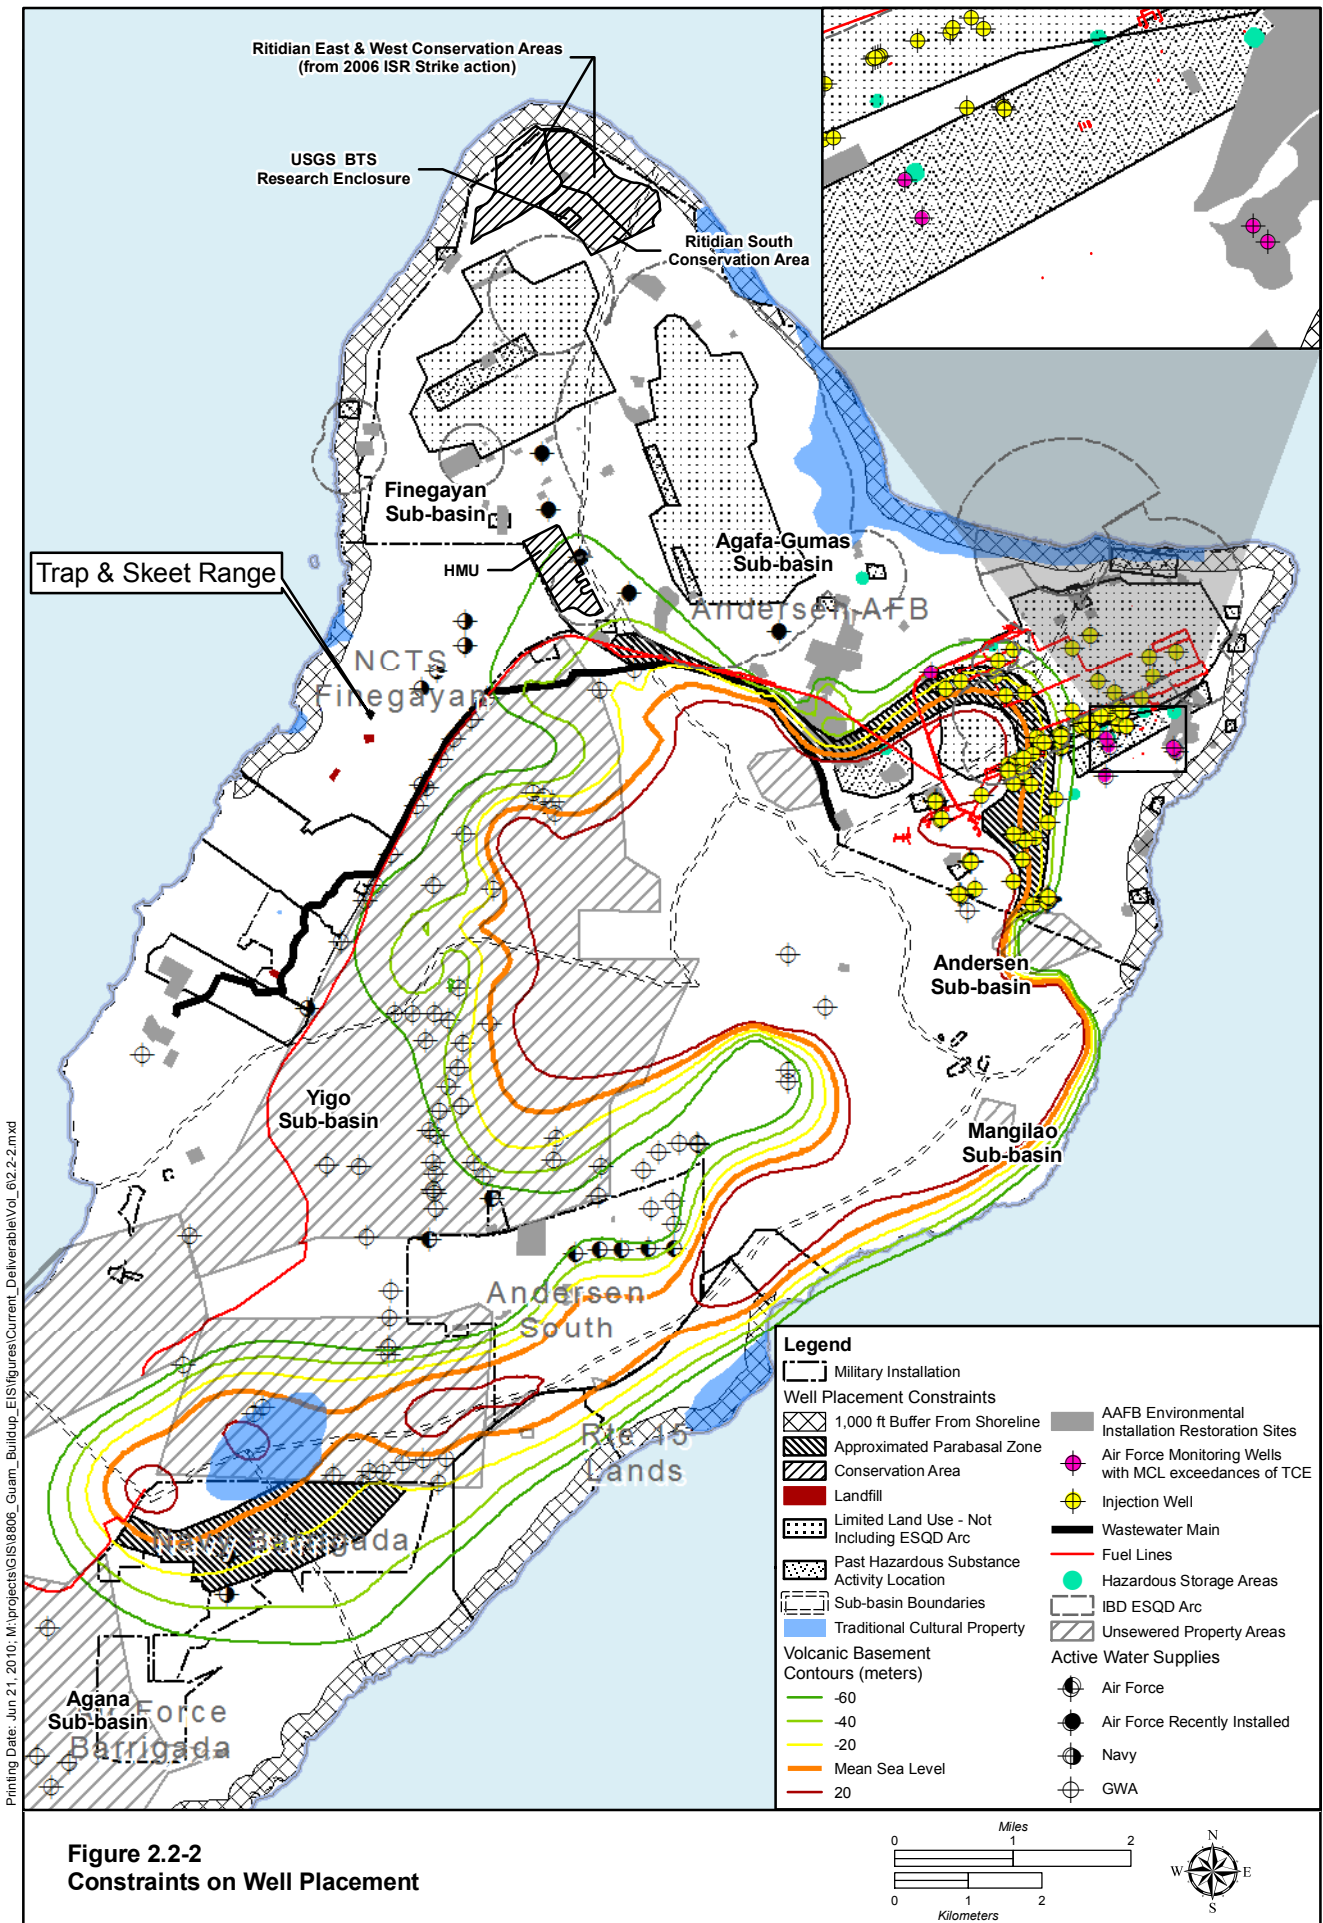 Ritidian East & West Conservation Areas
(from 2006 ISR Strike action)
USGS BTS
Research Enclosure
Ritidian South
Conservation Area
Finegayan
Sub-basin
HMU
Trap & Skeet Range
Agafa-Gumas
Sub-basin
Andersen AFB
NCTS
Finegayan
Andersen
Sub-basin
Yigo
Sub-basin
Mangilao
Sub-basin
Andersen
South
Rte 15
Lands
Navy Barrigada
Agana
Sub-basin
Air Force
Barrigada
Legend
Military Installation
Well Placement Constraints
1,000 ft Buffer From Shoreline
Approximated Parabasal Zone
Conservation Area
Landfill
Limited Land Use - Not
Including ESQD Arc
Past Hazardous Substance
Activity Location
Sub-basin Boundaries
Traditional Cultural Property
Volcanic Basement
Contours (meters)
-60
-40
-20
Mean Sea Level
20
AAFB Environmental
Installation Restoration Sites
Air Force Monitoring Wells
with MCL exceedances of TCE
Injection Well
Wastewater Main
Fuel Lines
Hazardous Storage Areas
IBD ESQD Arc
Unsewered Property Areas
Active Water Supplies
Air Force
Air Force Recently Installed
Navy
GWA
Printing Date: Jun 21, 2010; M:\projects\GIS\8806_Guam_Buildup_EIS\figures\Current_Deliverable\Vol_6\2.2-2.mxd
Figure 2.2-2
Constraints on Well Placement
Miles
0 1 2
0 1 2
Kilometers
N
W E
S